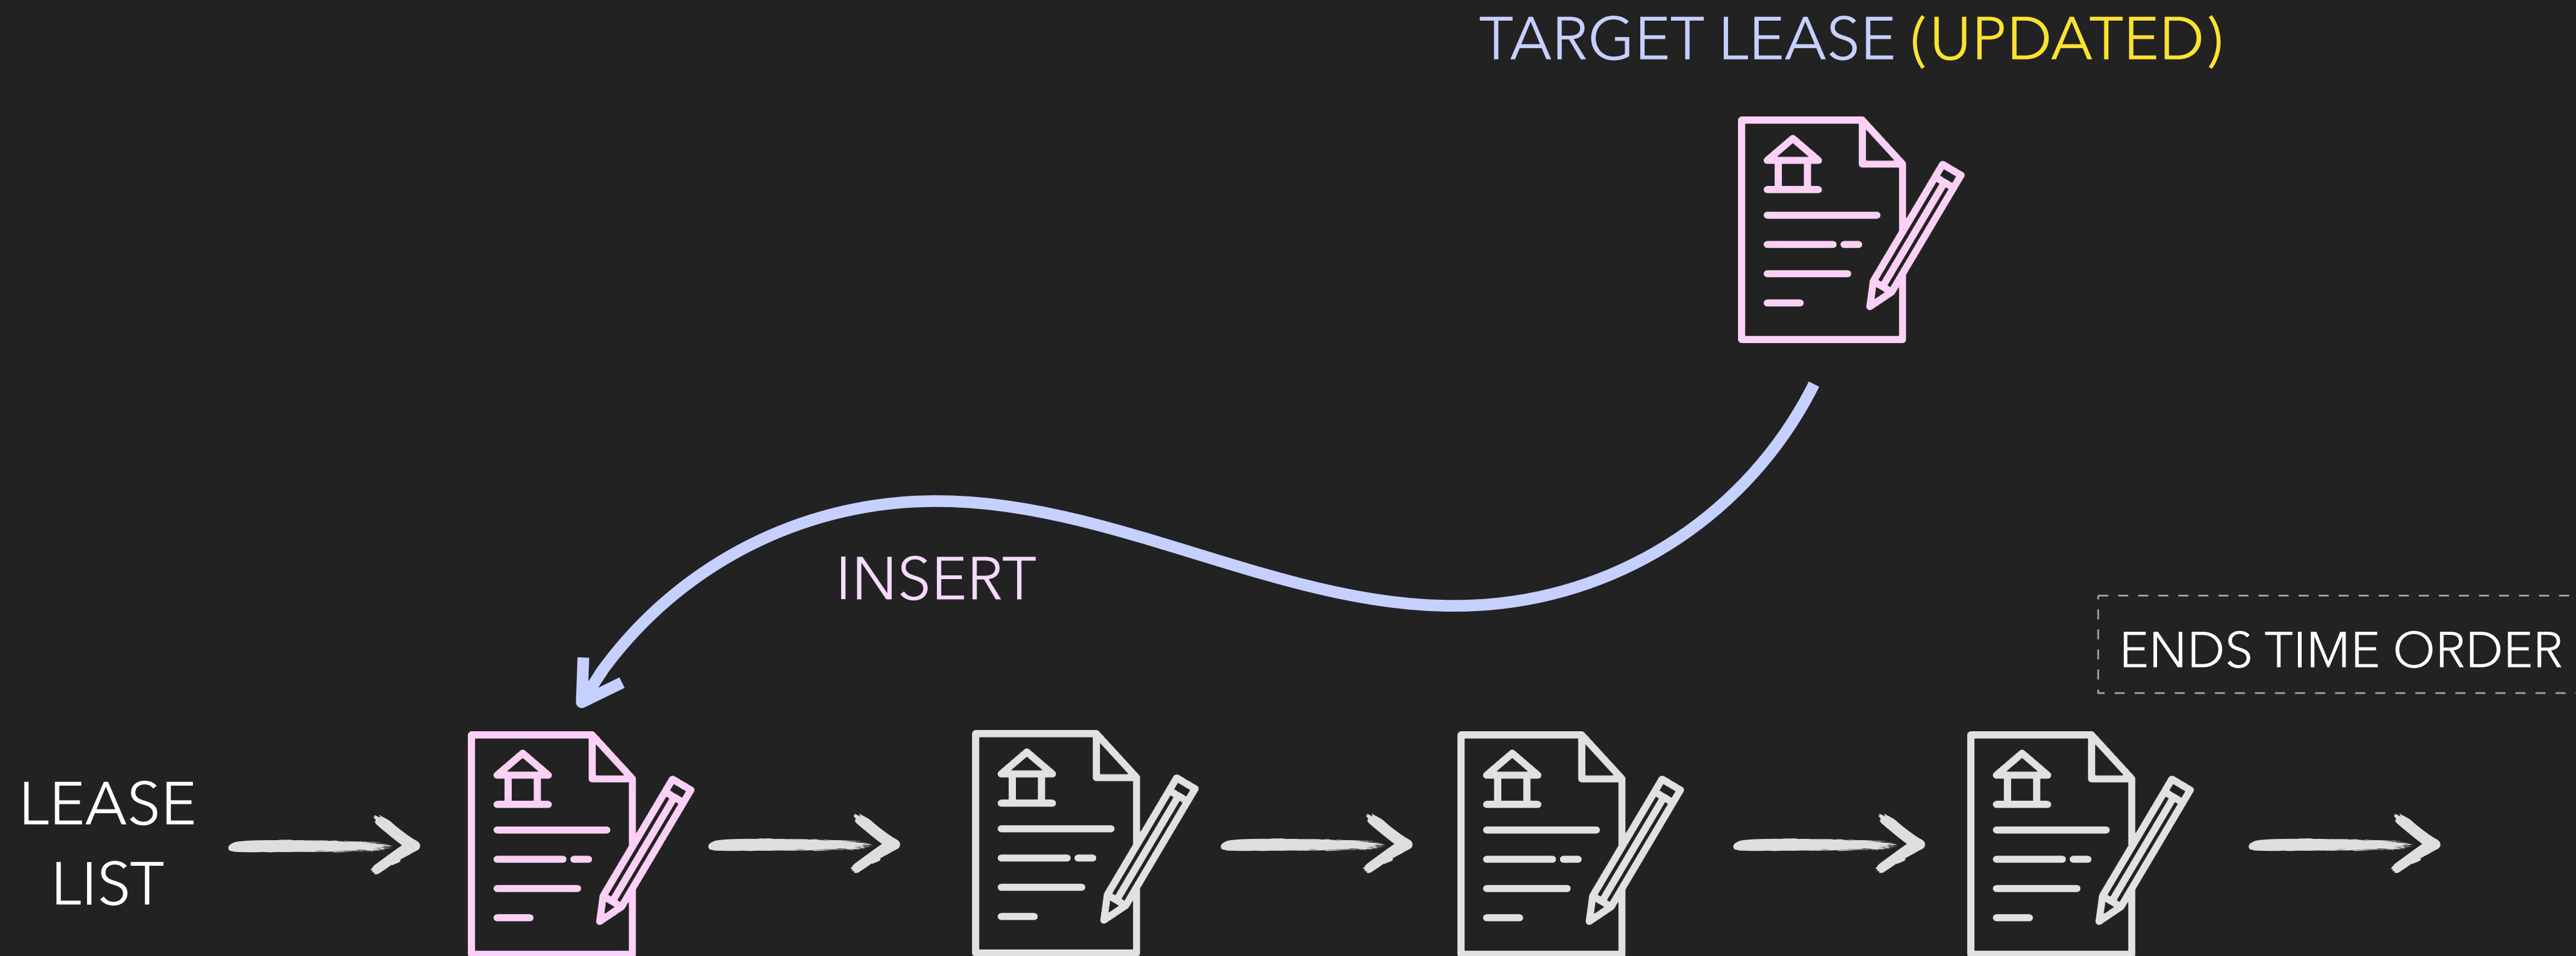 TARGET LEASE (UPDATED)
INSERT
ENDS TIME ORDER
LEASE
LIST